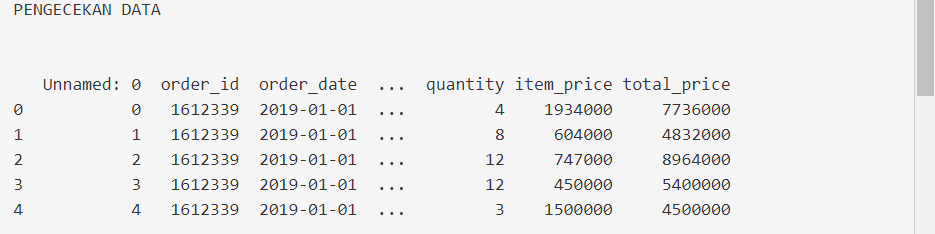 PENGECEKAN DATA
Unnamed: 0 order_id order_date ... quantity item_price total_price
0 0 1612339 2019-01-01 ... 4 1934000 7736000
1 1 1612339 2019-01-01 ... 8 604000 4832000
2 2 1612339 2019-01-01 ... 12 747000 8964000
3 3 1612339 2019-01-01 ... 12 450000 5400000
4 4 1612339 2019-01-01 ... 3 1500000 4500000